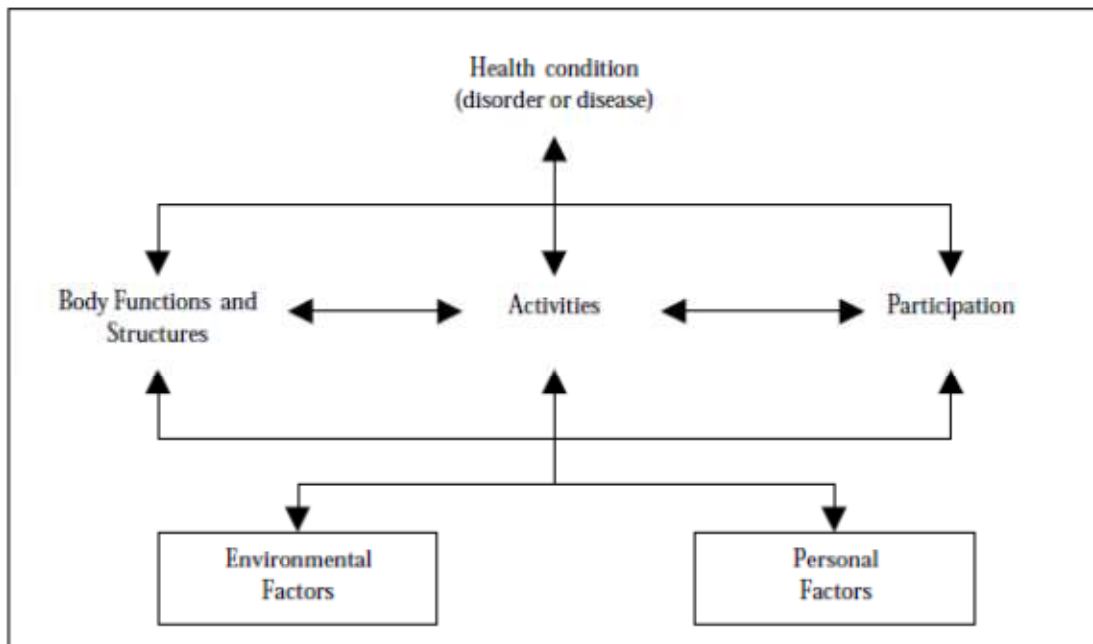 Health condition
(disorder or disease)
Body Functions and
Structures
Activities
Participation
Environmental
Factors
Personal
Factors